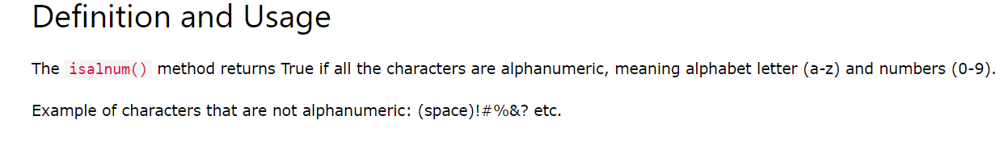 Definition and Usage
The isalnum() method returns True if all the characters are alphanumeric, meaning alphabet letter (a-z) and numbers (0-9).
Example of characters that are not alphanumeric: (space)!#%&? etc.